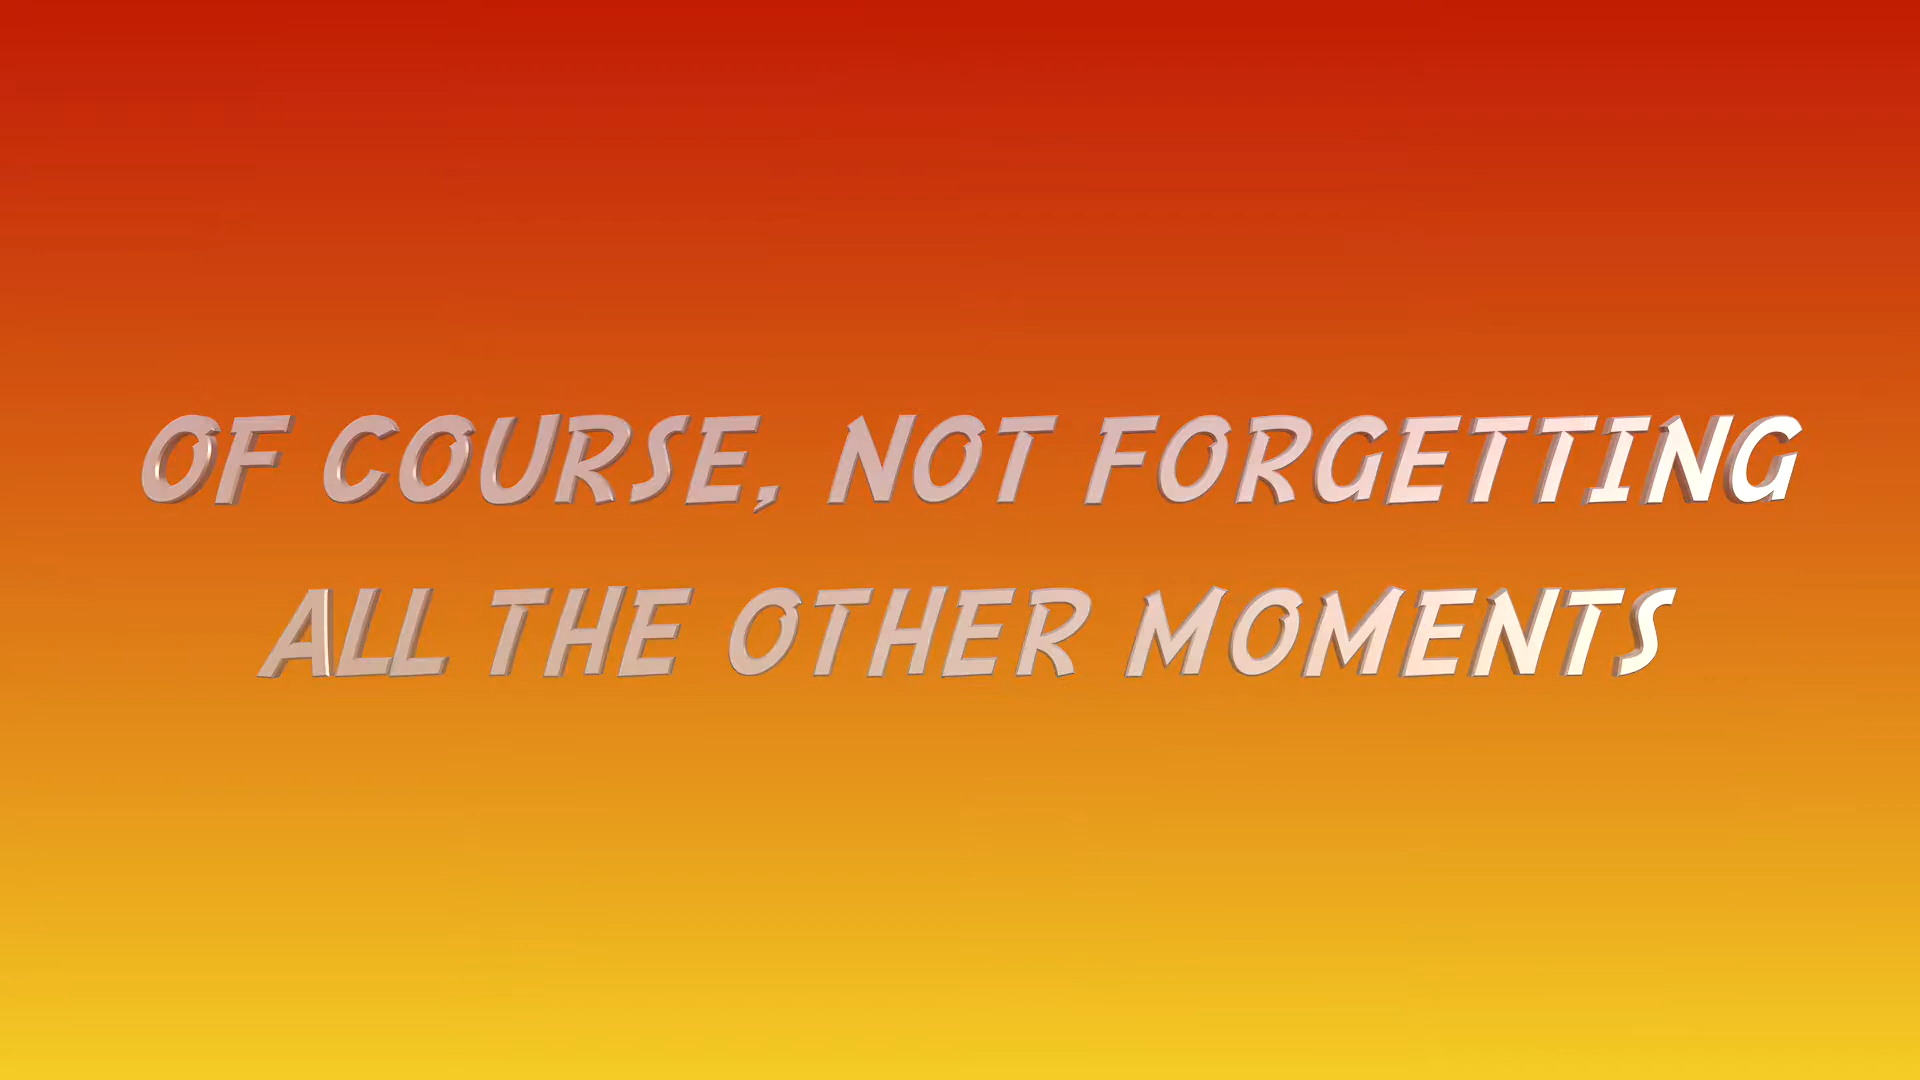 OF COURSE, NOT FORGETTING
ALL THE OTHER MOMENTS